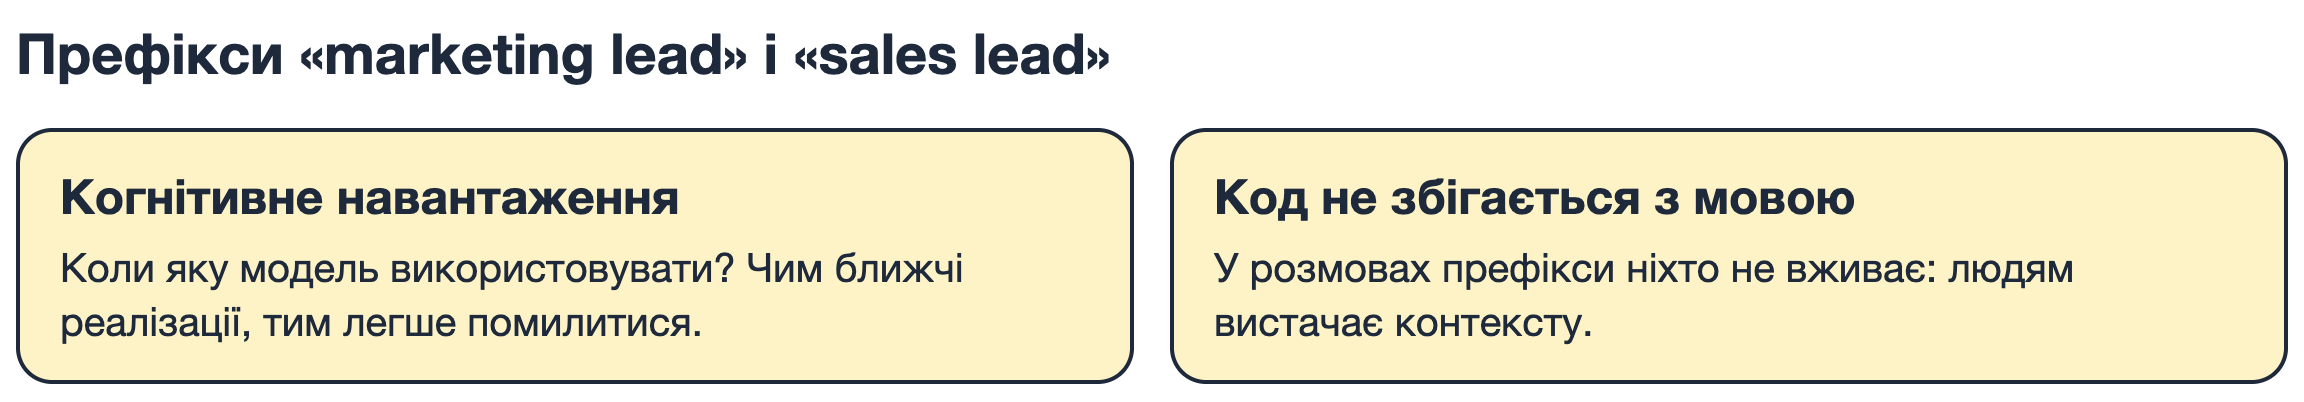 Префікси «marketing lead» і «sales lead»
Когнітивне навантаження
Коли яку модель використовувати? Чим ближчі
реалізації, тим легше помилитися.
Код не збігається з мовою
У розмовах префікси ніхто не вживає: людям
вистачає контексту.